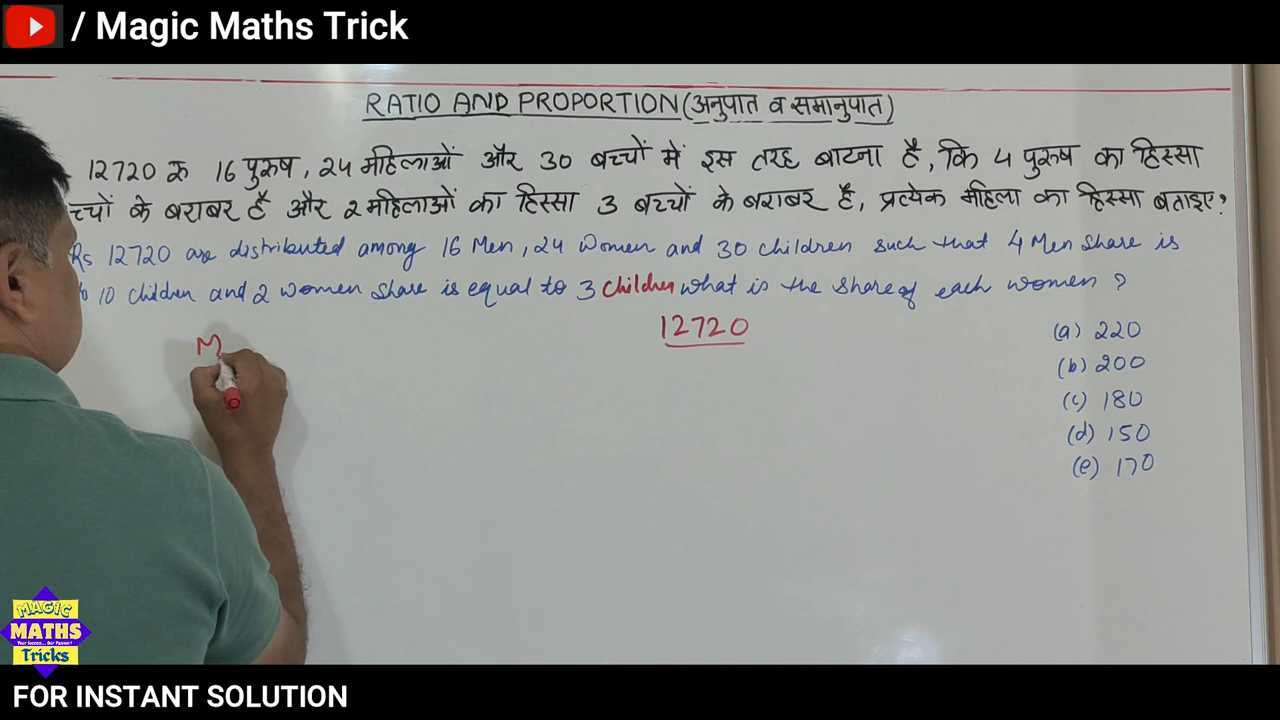 / Magic Maths Trick
RATIO AND PROPORTION (अनुपात व समानुपात)
12720 रु 16 पुरुष, 24 महिलाओं और 30 बच्चों में इस तरह बाटना है, कि 4 पुरुष का हिस्सा
च्चों के बराबर है और 2 महिलाओं का हिस्सा 3 बच्चों के बराबर है, प्रत्येक महिला का हिस्सा बताइए?
Rs 12720 are distributed among 16 Men, 24 women and 30 children such that 4 Men share is
10 children and 2 women share is equal to 3 children what is the share of each women ?
12720
M
(a) 220
(b) 200
(c) 180
(d) 150
(e) 170
MAGIC
MATHS
Tricks
FOR INSTANT SOLUTION